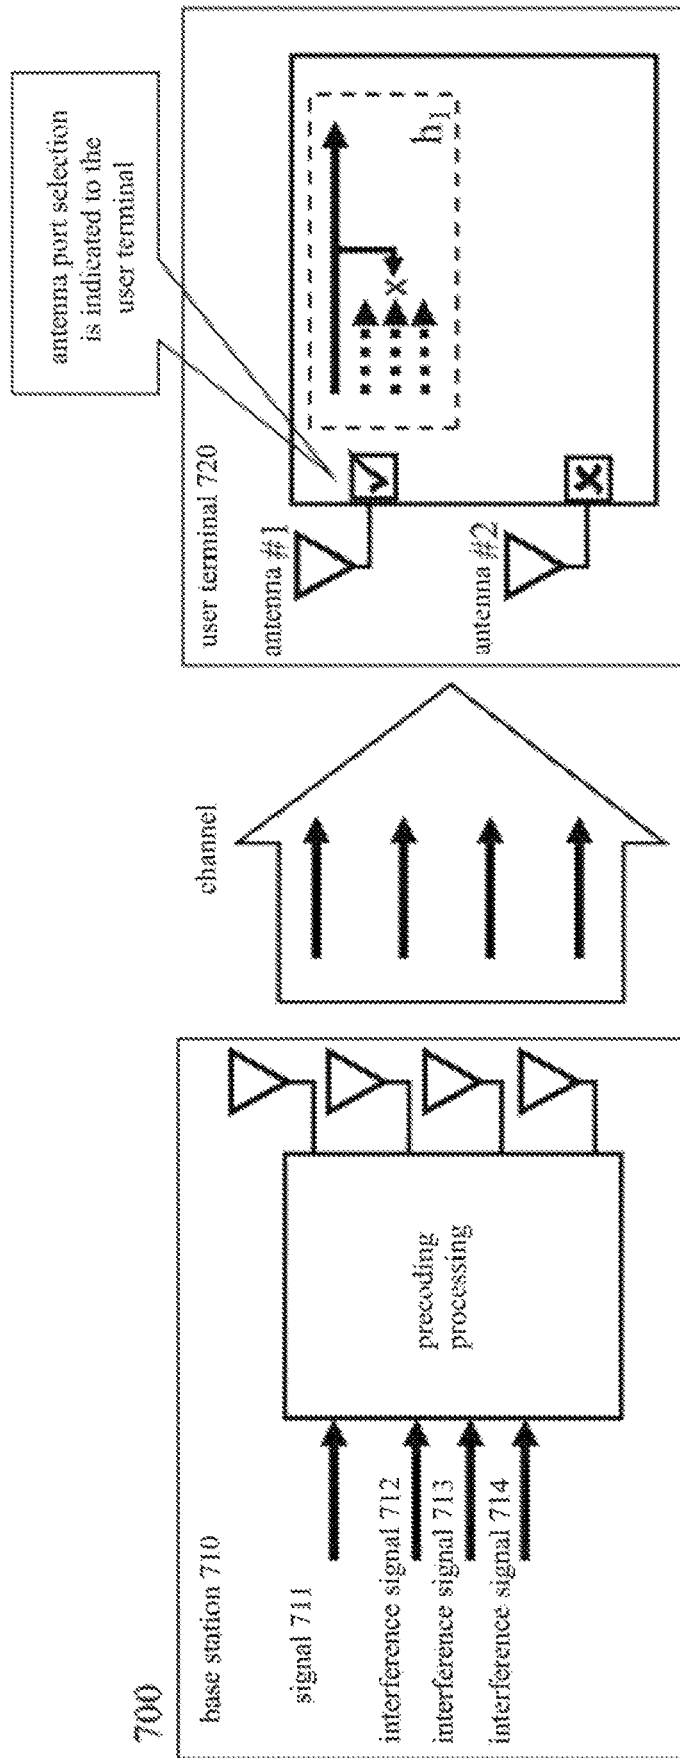 700
base station 710
signal 711
interference signal 712
interference signal 713
interference signal 714
precoding
processing
channel
user terminal 720
antenna #1
antenna #2
h1
x
antenna port selection
is indicated to the
user terminal